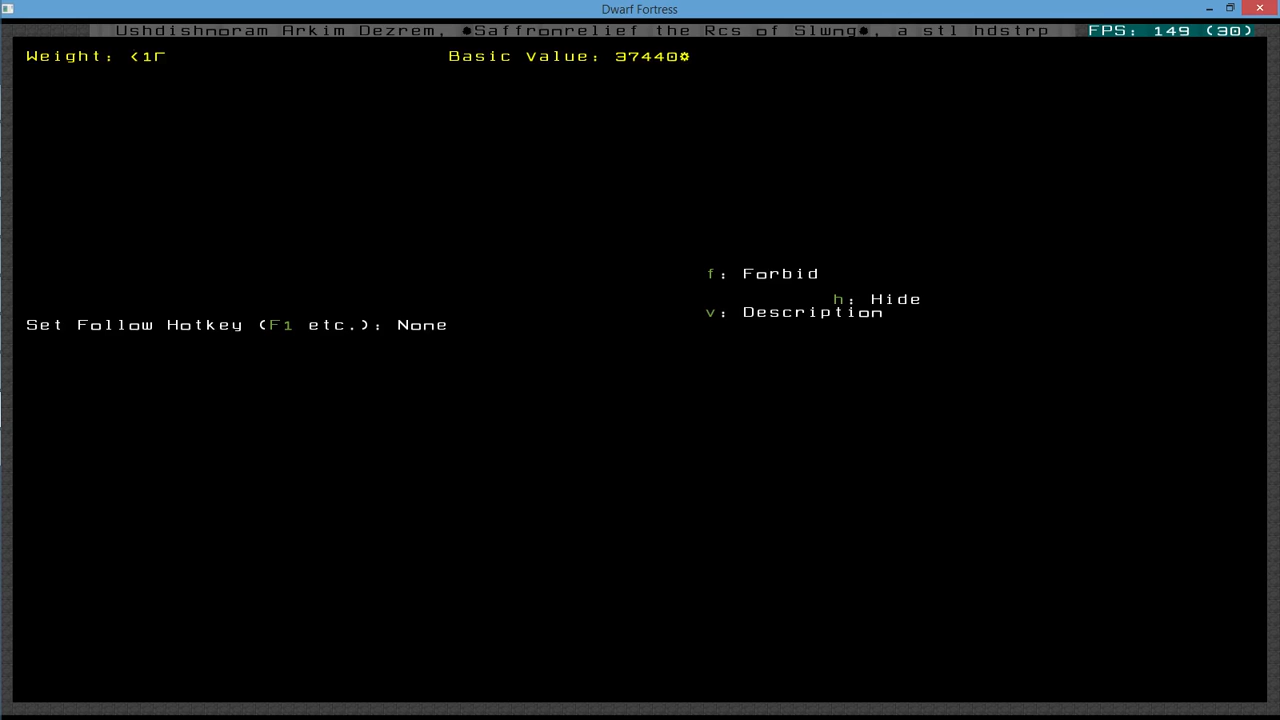 Dwarf Fortress
Ushdishnoram Arkim Dezrem, ☼Saffronrelief the Rcs of Slwng☼, a stl hdstrp FPS: 149 (30)
Weight: <1Γ Basic Value: 37440☼
f: Forbid
h: Hide
v: Description
Set Follow Hotkey (F1 etc.): None